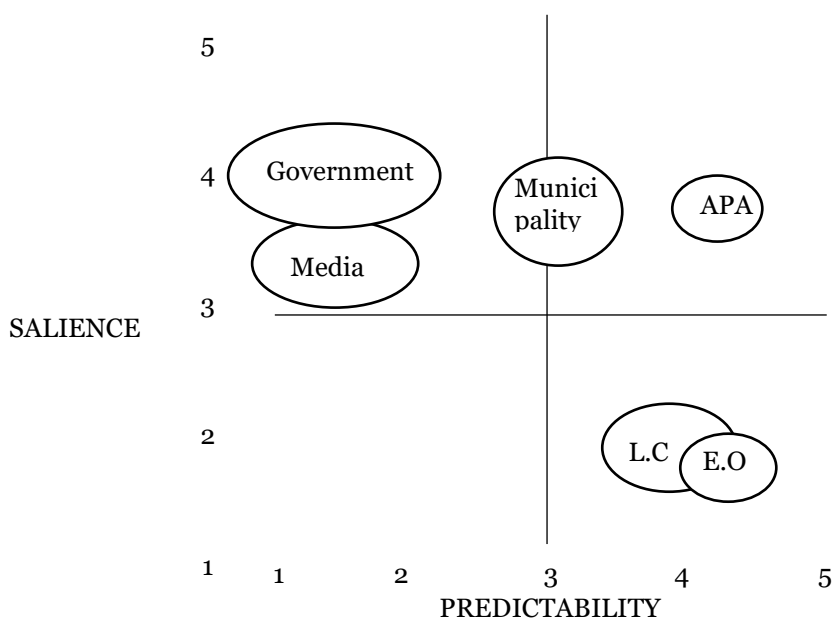 5
Government
4
Munici
pality
APA
Media
3
SALIENCE
2
L.C
E.O
1
1 2 3 4 5
PREDICTABILITY